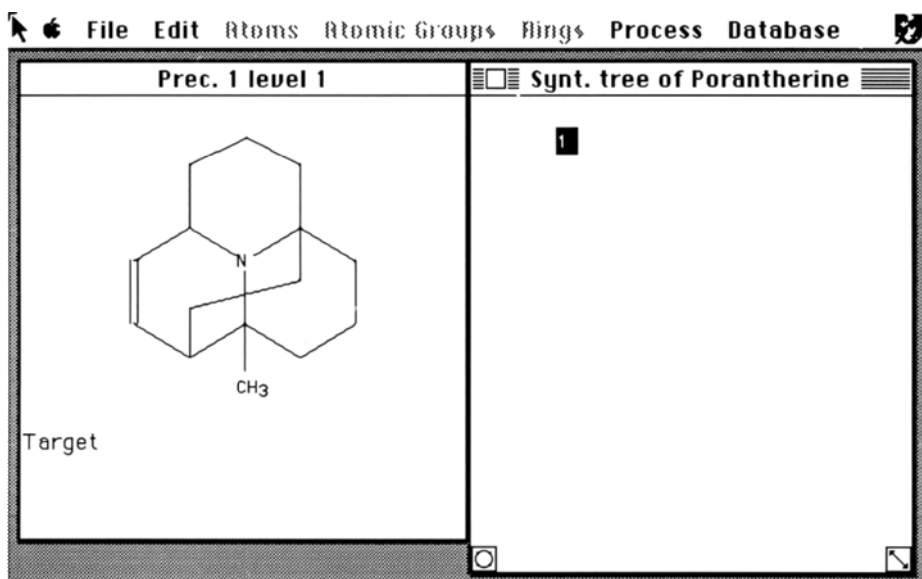 File Edit Atoms Atomic Groups Rings Process Database
Prec. 1 level 1
Synt. tree of Porantherine
1
N
CH3
Target